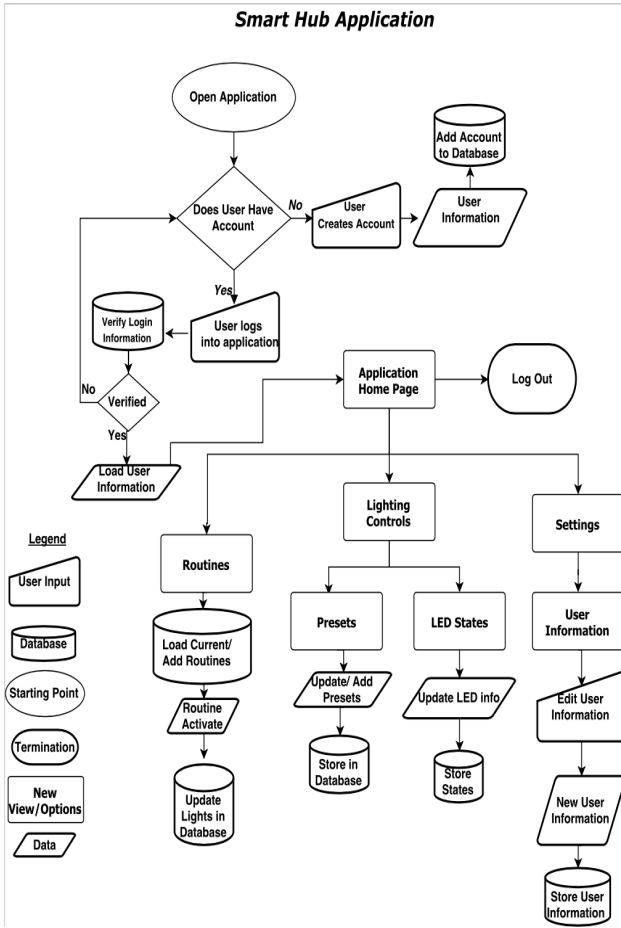 Smart Hub Application
Open Application
Does User Have
Account
No
User
Creates Account
User
Information
Add Account
to Database
Yes
User logs
into application
Verify Login
Information
No
Verified
Yes
Load User
Information
Application
Home Page
Log Out
Lighting
Controls
Settings
Routines
Presets
LED States
User
Information
Load Current/
Add Routines
Update/ Add
Presets
Update LED info
Edit User
Information
Routine
Activate
Store in
Database
Store
States
New User
Information
Update
Lights in
Database
Store User
Information
Legend
User Input
Database
Starting Point
Termination
New
View/Options
Data